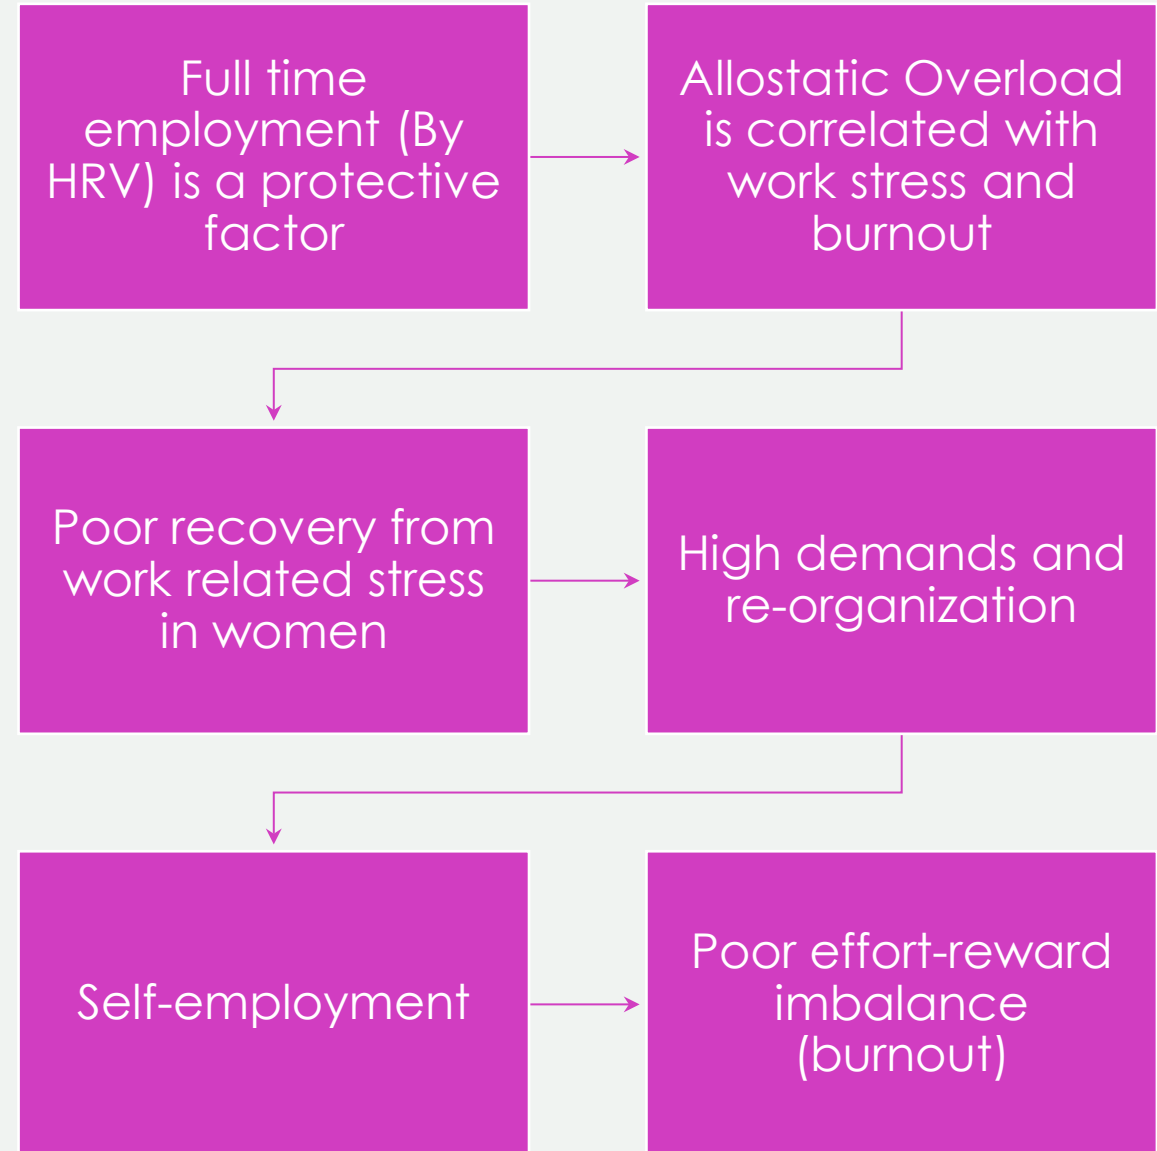 Full time
employment (By
HRV) is a protective
factor
Allostatic Overload
is correlated with
work stress and
burnout
Poor recovery from
work related stress
in women
High demands and
re-organization
Self-employment
Poor effort-reward
imbalance
(burnout)